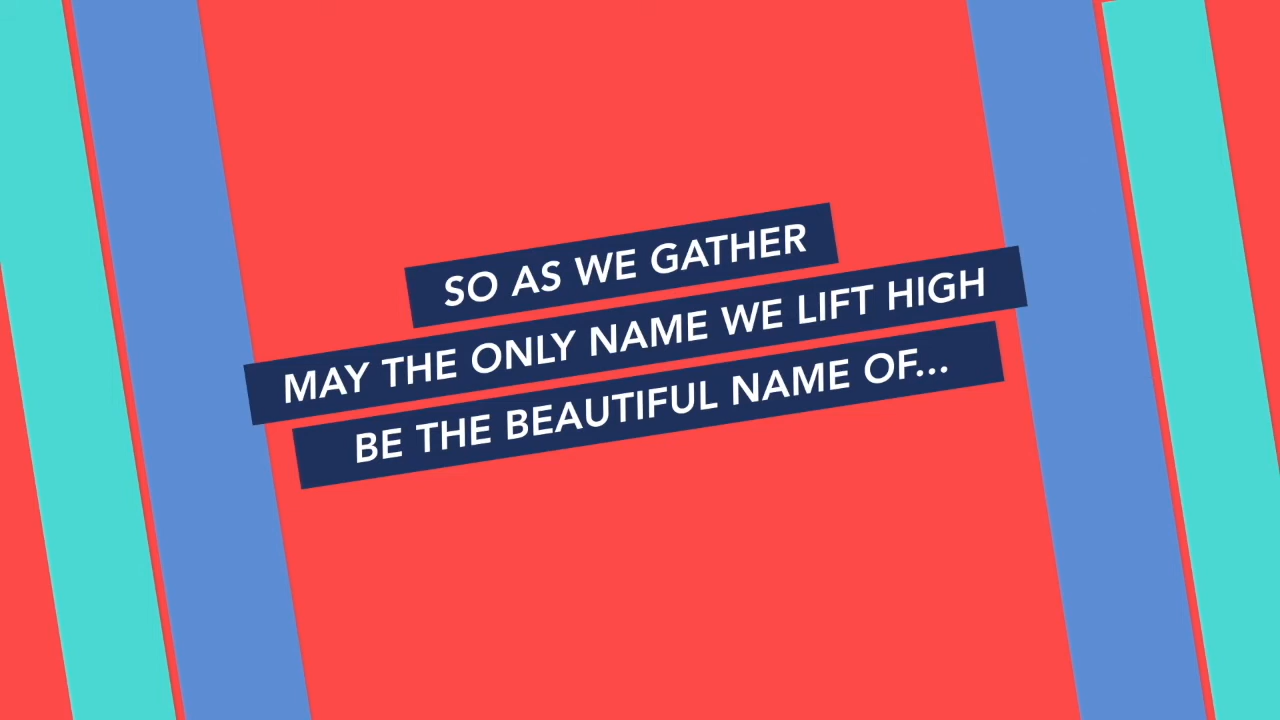 SO AS WE GATHER
MAY THE ONLY NAME WE LIFT HIGH
BE THE BEAUTIFUL NAME OF...